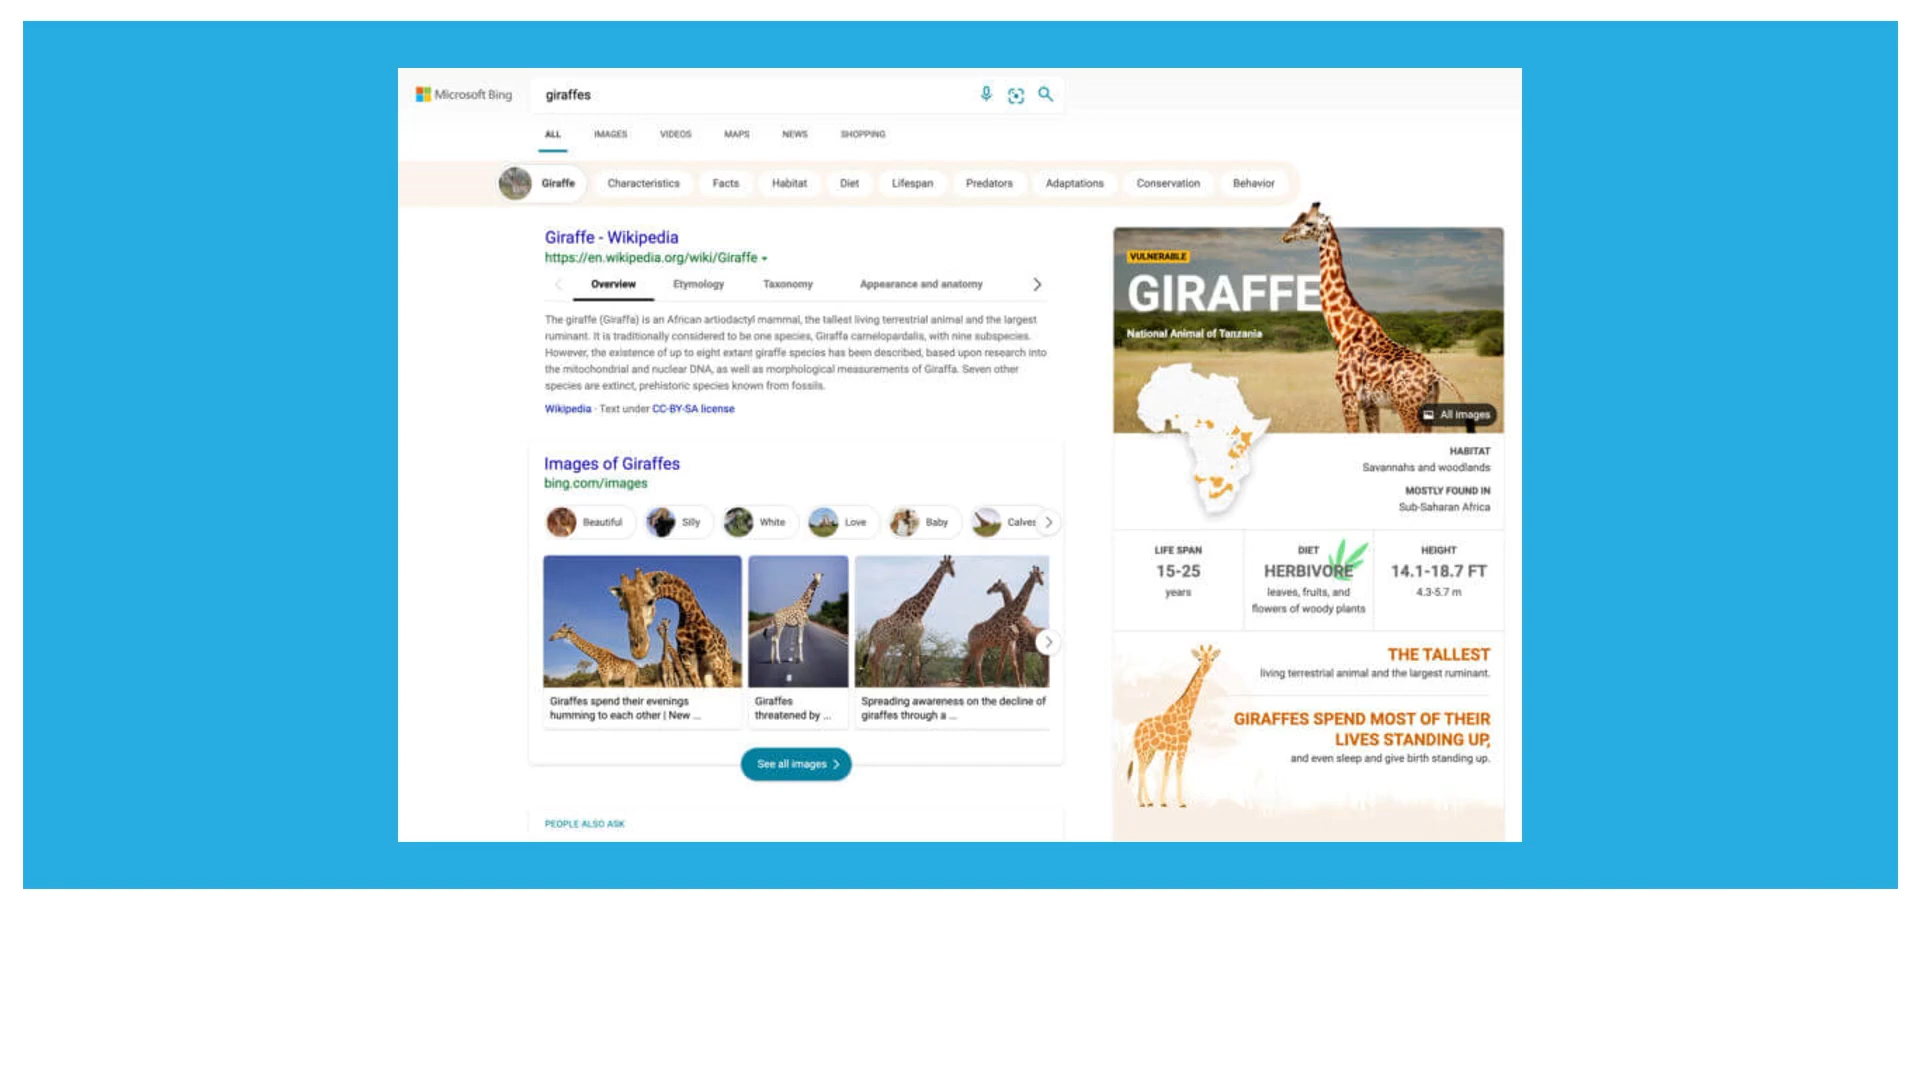 Microsoft Bing
giraffes
ALL IMAGES VIDEOS MAPS NEWS SHOPPING
Giraffe Characteristics Facts Habitat Diet Lifespan Predators Adaptations Conservation Behavior
Giraffe - Wikipedia
https://en.wikipedia.org/wiki/Giraffe
Overview Etymology Taxonomy Appearance and anatomy
The giraffe (Giraffa) is an African artiodactyl mammal, the tallest living terrestrial animal and the largest
ruminant. It is traditionally considered to be one species, Giraffa camelopardalis, with nine subspecies.
However, the existence of up to eight extant giraffe species has been described, based upon research into
the mitochondrial and nuclear DNA, as well as morphological measurements of Giraffa. Seven other
species are extinct, prehistoric species known from fossils.
Wikipedia · Text under CC-BY-SA license
Images of Giraffes
bing.com/images
Beautiful Silly White Love Baby Calves
Giraffes spend their evenings
humming to each other | New ...
Giraffes
threatened by ...
Spreading awareness on the decline of
giraffes through a ...
See all images
PEOPLE ALSO ASK
VULNERABLE
GIRAFFE
National Animal of Tanzania
All images
HABITAT
Savannahs and woodlands
MOSTLY FOUND IN
Sub-Saharan Africa
LIFE SPAN
15-25
years
DIET
HERBIVORE
leaves, fruits, and
flowers of woody plants
HEIGHT
14.1-18.7 FT
4.3-5.7 m
THE TALLEST
living terrestrial animal and the largest ruminant.
GIRAFFES SPEND MOST OF THEIR
LIVES STANDING UP,
and even sleep and give birth standing up.